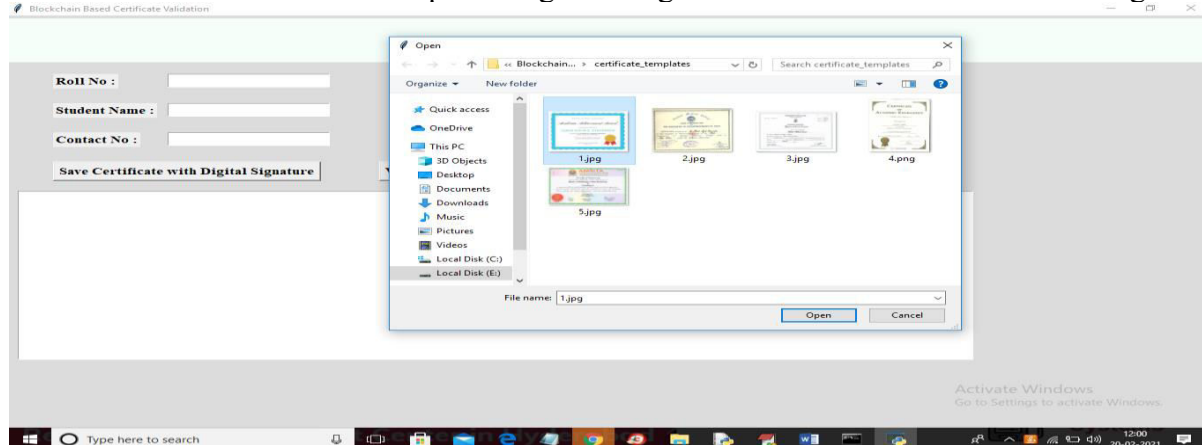 Blockchain Based Certificate Validation
Open
« Blockchain... › certificate_templates
Search certificate_templates
Organize
New folder
Roll No :
Student Name :
Contact No :
Save Certificate with Digital Signature
Quick access
OneDrive
This PC
3D Objects
Desktop
Documents
Downloads
Music
Pictures
Videos
Local Disk (C:)
Local Disk (E:)
1.jpg
2.jpg
3.jpg
4.png
5.jpg
File name: 1.jpg
Open
Cancel
Activate Windows
Go to Settings to activate Windows.
Type here to search
12:00
20-02-2021